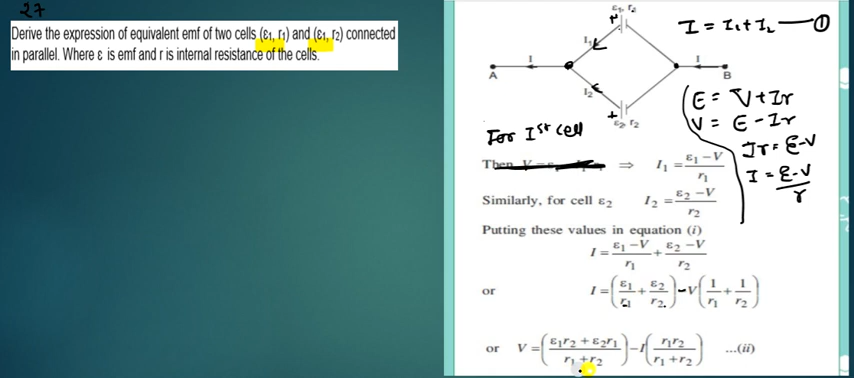 27
Derive the expression of equivalent emf of two cells (ε1, r1) and (ε1, r2) connected
in parallel. Where ε is emf and r is internal resistance of the cells.
ε1, r1
I = I1 + I2 — ①
I1
A I I B
I2
+ ε2, r2
E = V + Ir
V = E - Ir
Ir = E - V
I = E-V/r
For Ist cell
Then ⇒ I1 = ε1 – V / r1
Similarly, for cell ε2 I2 = ε2 – V / r2
Putting these values in equation (i)
I = ε1 – V / r1 + ε2 – V / r2
or I = (ε1/r1 + ε2/r2) - V(1/r1 + 1/r2)
or V = (ε1r2 + ε2r1 / r1 + r2) – I(r1r2 / r1 + r2) ...(ii)